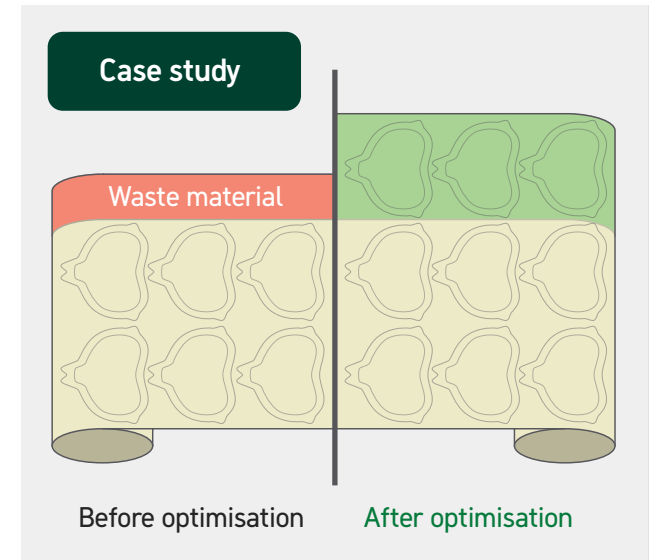 Case study
Waste material
Before optimisation
After optimisation